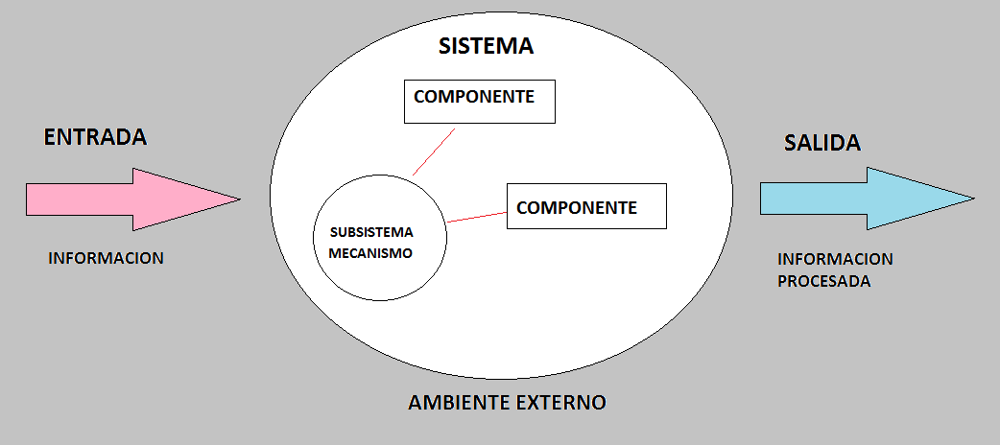 SISTEMA
COMPONENTE
ENTRADA
SALIDA
COMPONENTE
SUBSISTEMA
MECANISMO
INFORMACION
INFORMACION
PROCESADA
AMBIENTE EXTERNO